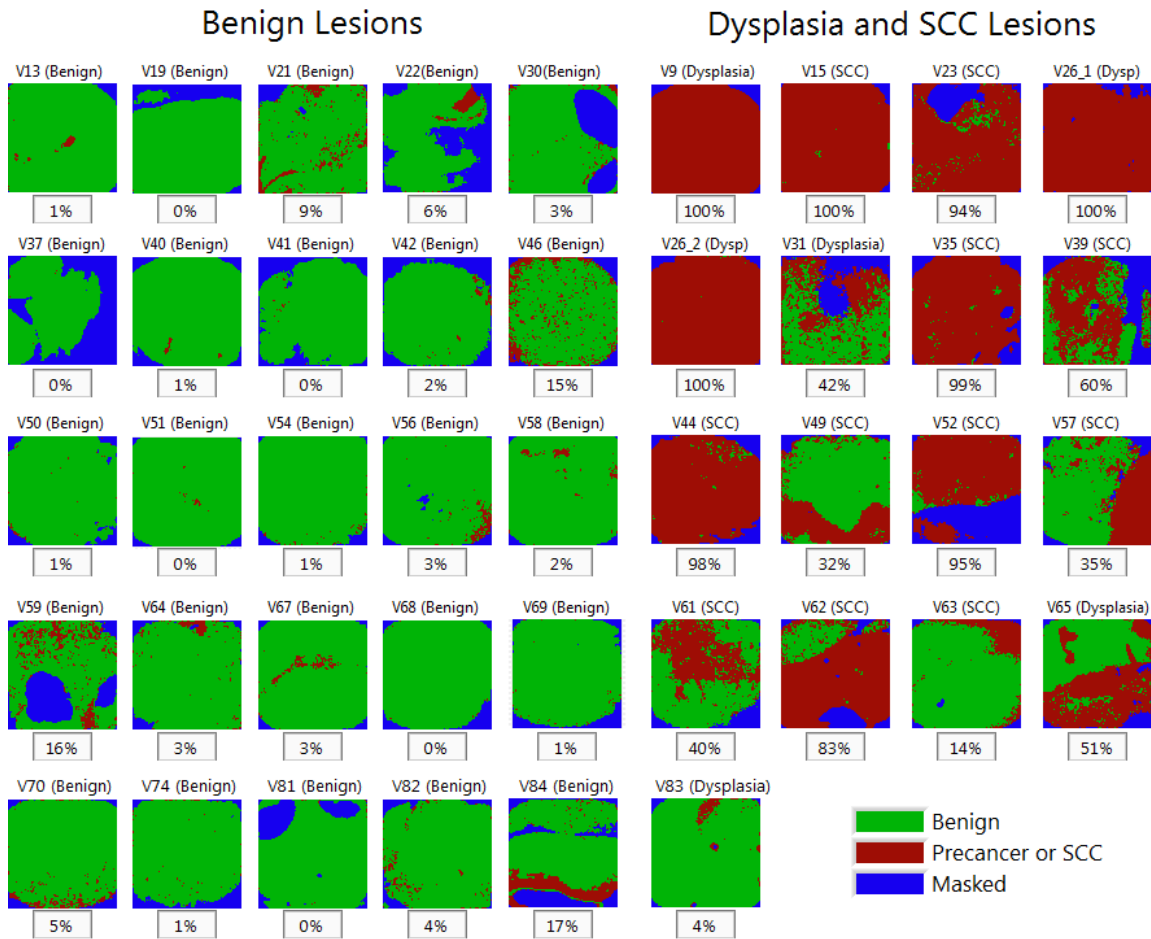 Benign Lesions Dysplasia and SCC Lesions
V13 (Benign) V19 (Benign) V21 (Benign) V22(Benign) V30(Benign) V9 (Dysplasia) V15 (SCC) V23 (SCC) V26_1 (Dysp)
1% 0% 9% 6% 3% 100% 100% 94% 100%
V37 (Benign) V40 (Benign) V41 (Benign) V42 (Benign) V46 (Benign) V26_2 (Dysp) V31 (Dysplasia) V35 (SCC) V39 (SCC)
0% 1% 0% 2% 15% 100% 42% 99% 60%
V50 (Benign) V51 (Benign) V54 (Benign) V56 (Benign) V58 (Benign) V44 (SCC) V49 (SCC) V52 (SCC) V57 (SCC)
1% 0% 1% 3% 2% 98% 32% 95% 35%
V59 (Benign) V64 (Benign) V67 (Benign) V68 (Benign) V69 (Benign) V61 (SCC) V62 (SCC) V63 (SCC) V65 (Dysplasia)
16% 3% 3% 0% 1% 40% 83% 14% 51%
V70 (Benign) V74 (Benign) V81 (Benign) V82 (Benign) V84 (Benign) V83 (Dysplasia)
5% 1% 0% 4% 17% 4%
Benign
Precancer or SCC
Masked